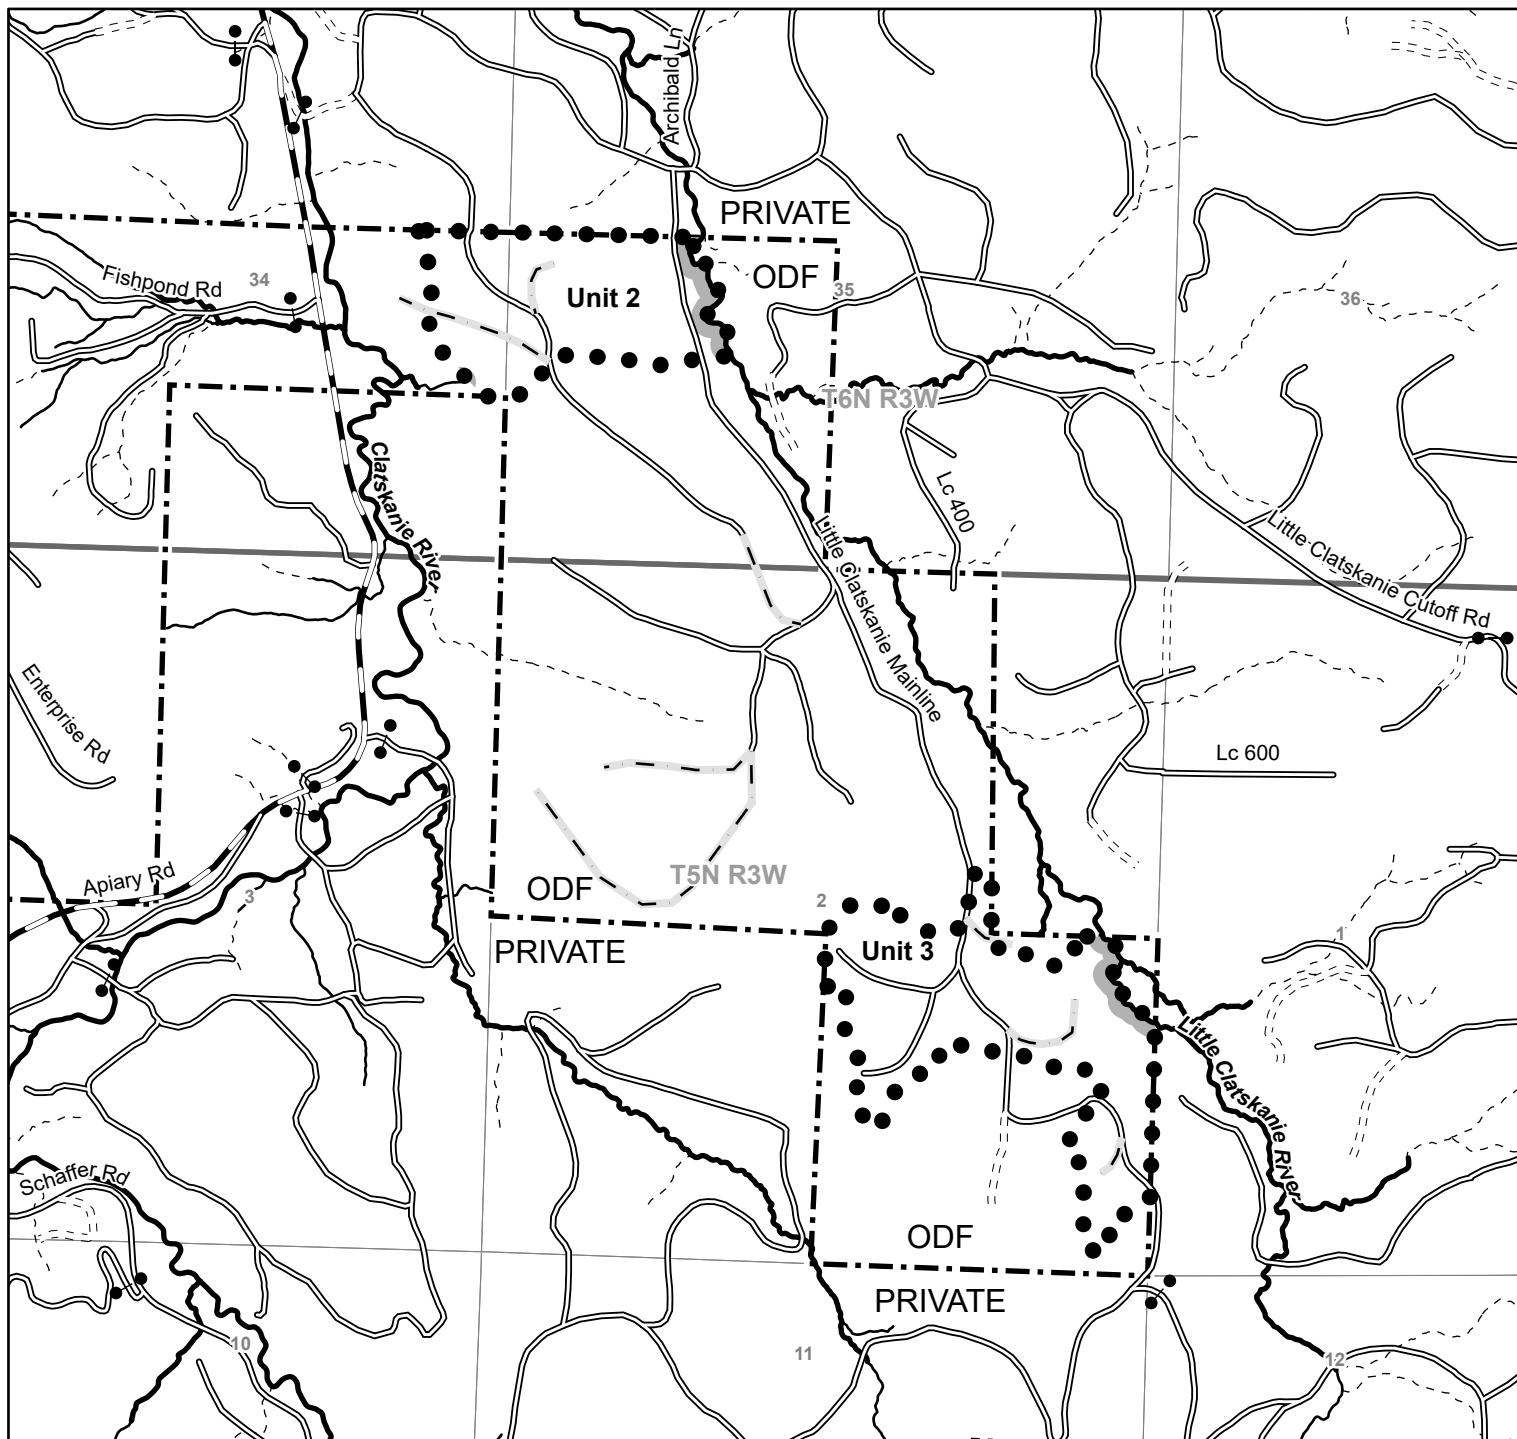 Archibald Ln
PRIVATE
ODF
34
Fishpond Rd
Unit 2
35
36
T6N R3W
Clatskanie River
Lc 400
Little Clatskanie Cutoff Rd
Little Clatskanie Mainline
Enterprise Rd
Lc 600
Apiary Rd
3
ODF
T5N R3W
2
PRIVATE
Unit 3
1
Little Clatskanie River
Schaffer Rd
ODF
PRIVATE
10
11
12